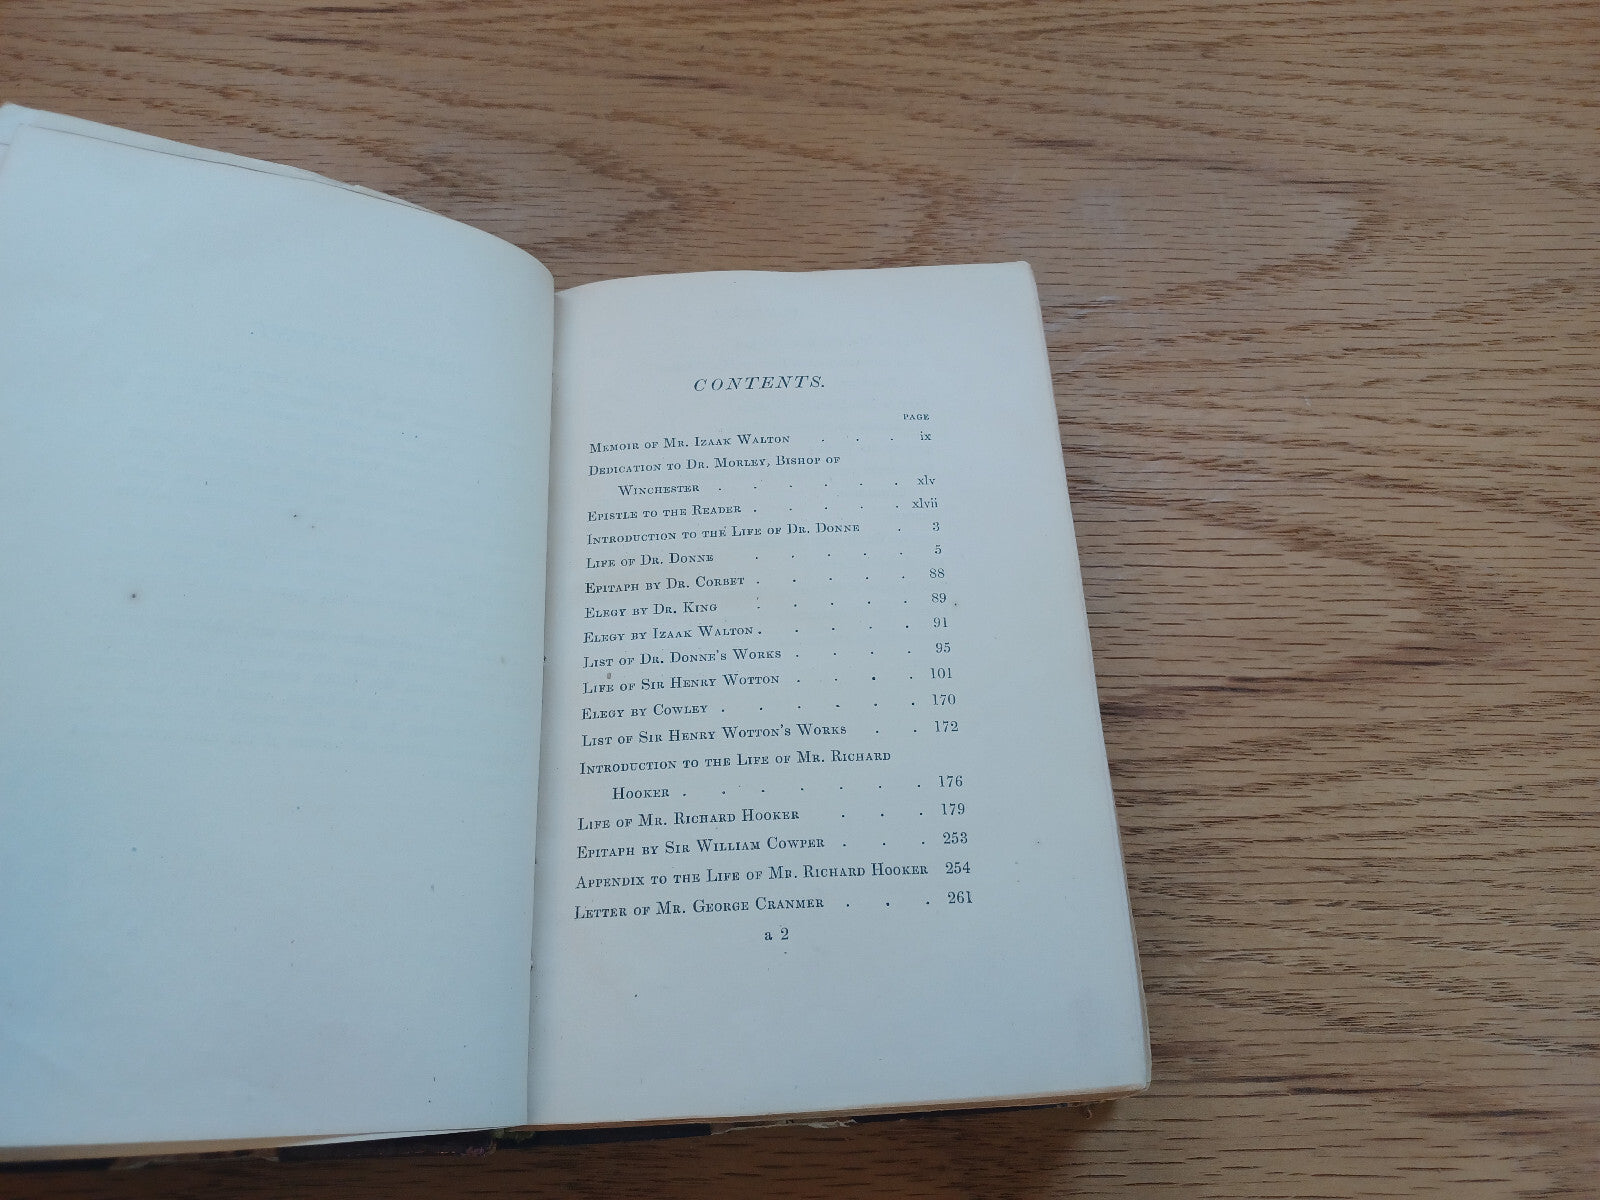 CONTENTS.
PAGE
MEMOIR OF MR. IZAAK WALTON . . . ix
DEDICATION TO DR. MORLEY, BISHOP OF
WINCHESTER . . . . . . xlv
EPISTLE TO THE READER . . . . . xlvii
INTRODUCTION TO THE LIFE OF DR. DONNE . 3
LIFE OF DR. DONNE . . . . . 5
EPITAPH BY DR. CORBET . . . . . 88
ELEGY BY DR. KING . . . . . 89
ELEGY BY IZAAK WALTON . . . . . 91
LIST OF DR. DONNE'S WORKS . . . . 95
LIFE OF SIR HENRY WOTTON . . . . 101
ELEGY BY COWLEY . . . . . . 170
LIST OF SIR HENRY WOTTON'S WORKS . . 172
INTRODUCTION TO THE LIFE OF MR. RICHARD
HOOKER . . . . . . . 176
LIFE OF MR. RICHARD HOOKER . . . 179
EPITAPH BY SIR WILLIAM COWPER . . . 253
APPENDIX TO THE LIFE OF MR. RICHARD HOOKER 254
LETTER OF MR. GEORGE CRANMER . . . 261
a 2